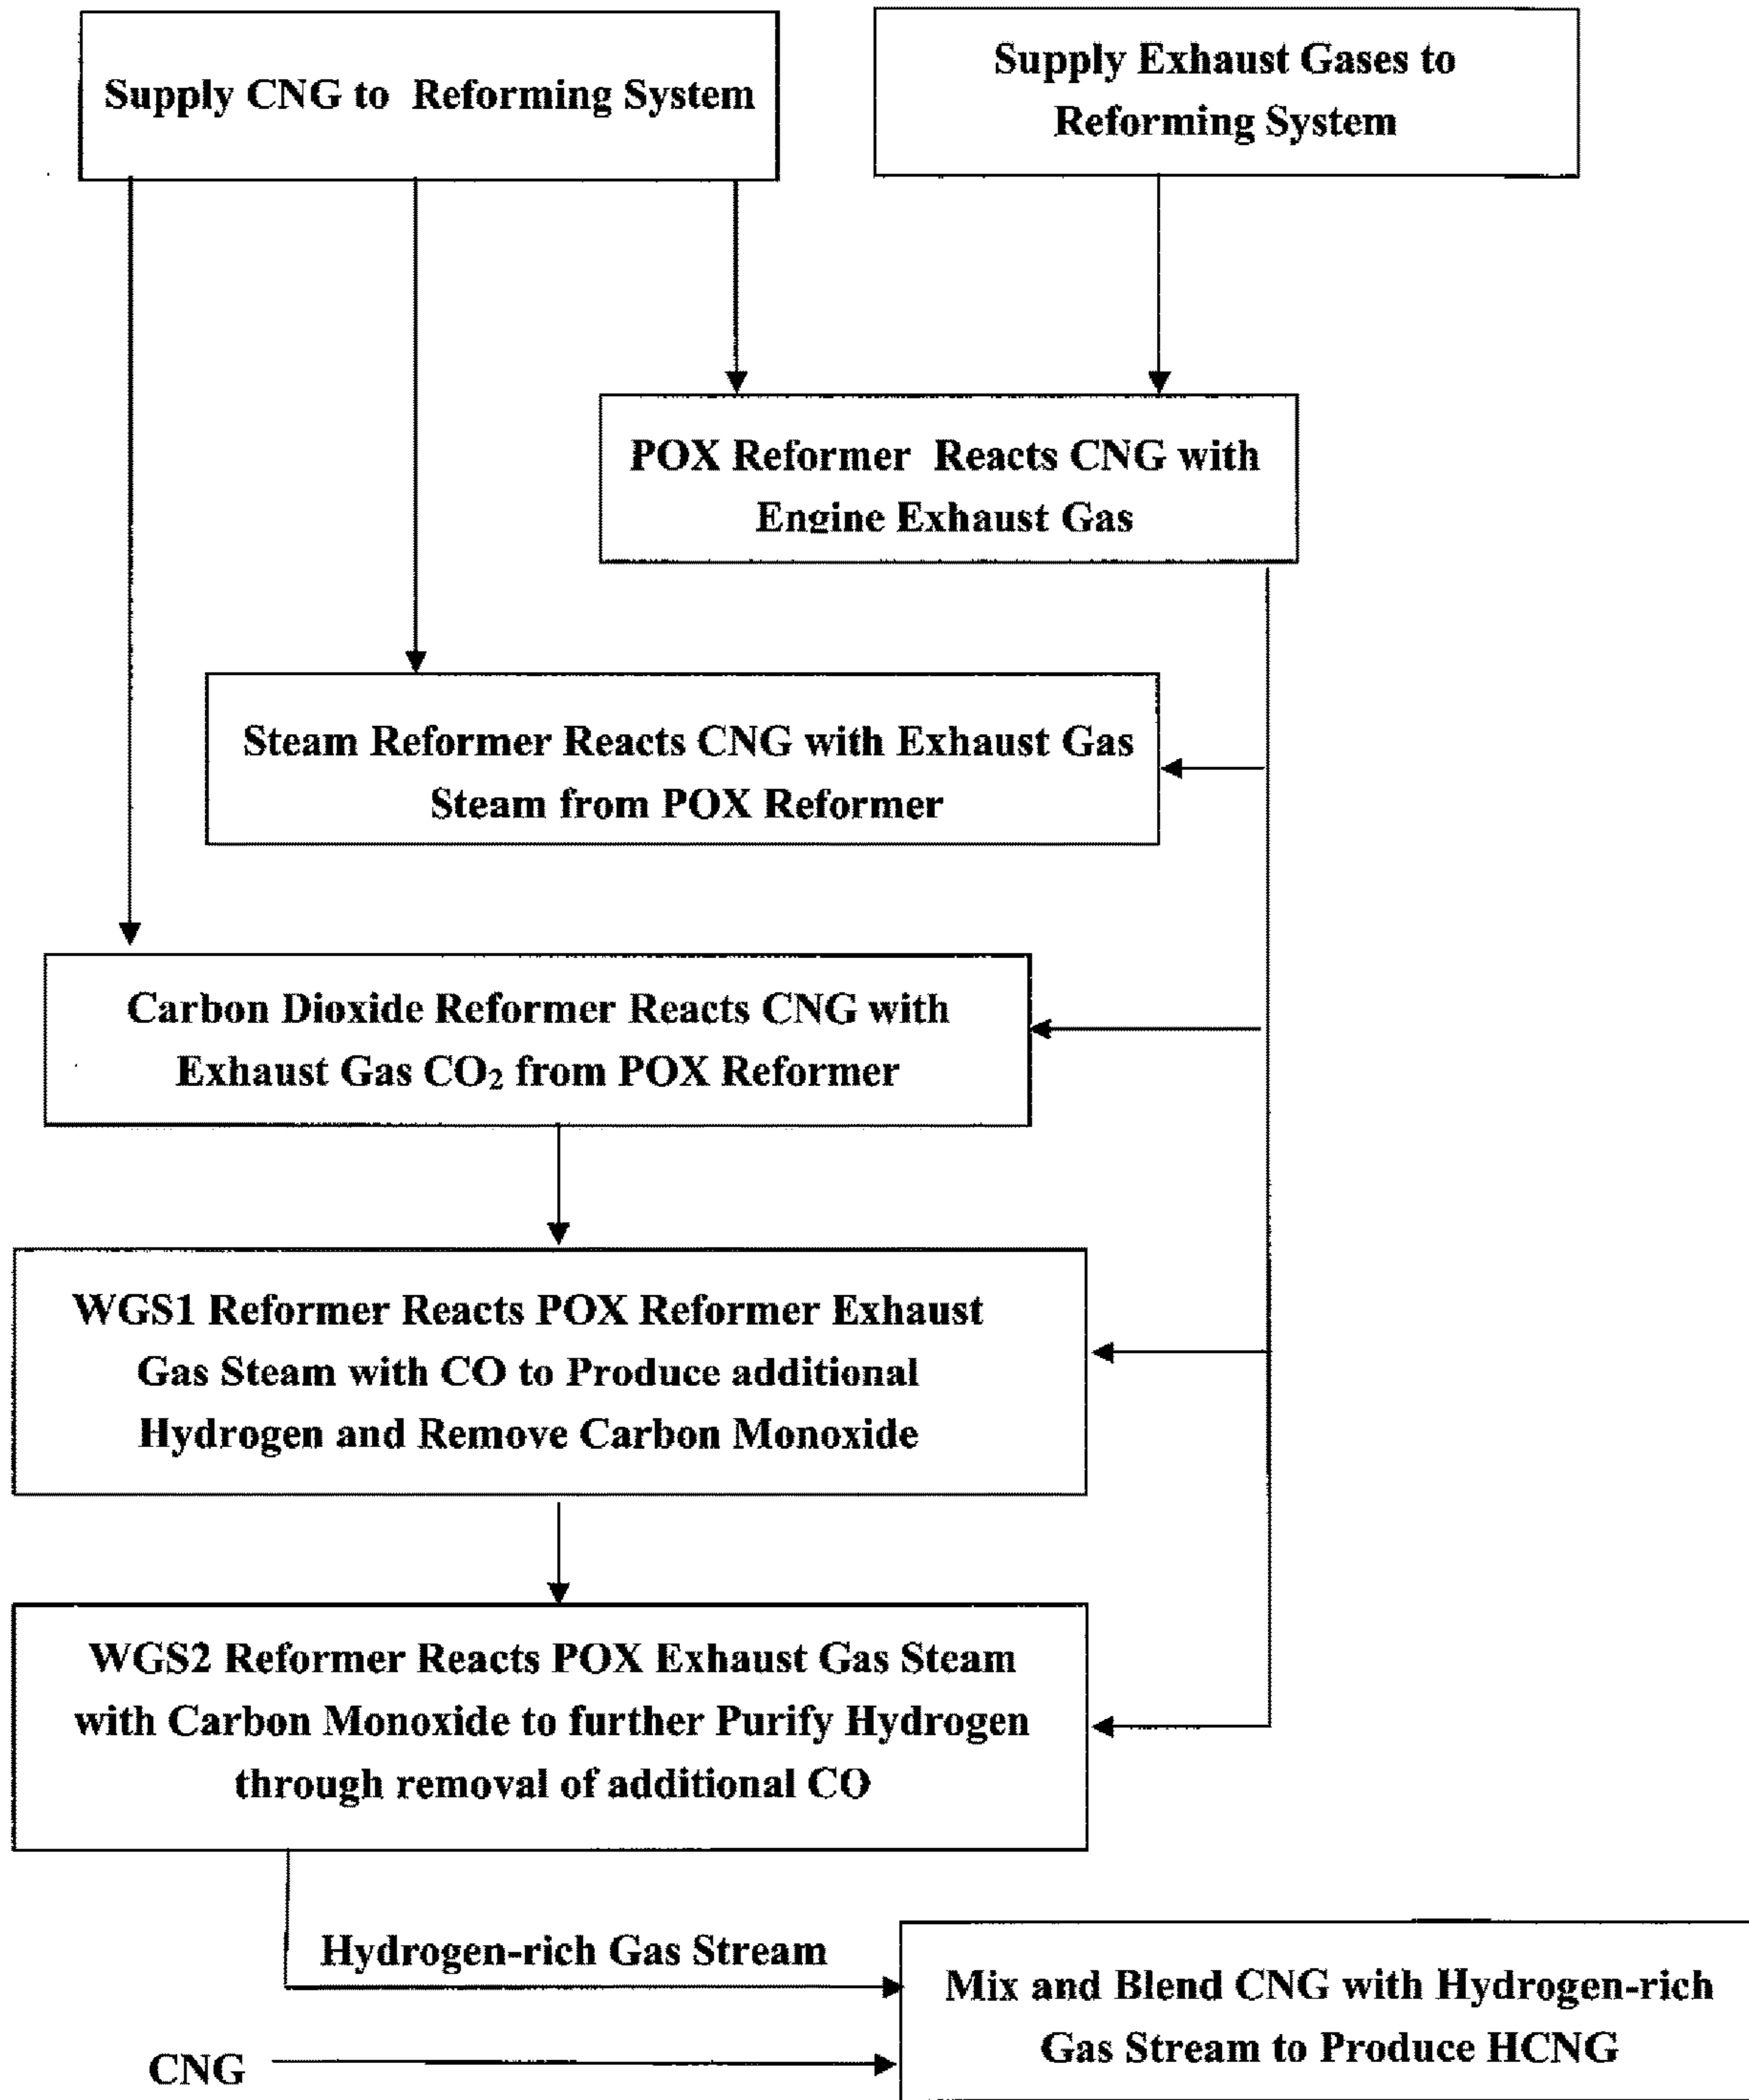 Supply CNG to Reforming System
Supply Exhaust Gases to
Reforming System
POX Reformer Reacts CNG with
Engine Exhaust Gas
Steam Reformer Reacts CNG with Exhaust Gas
Steam from POX Reformer
Carbon Dioxide Reformer Reacts CNG with
Exhaust Gas CO₂ from POX Reformer
WGS1 Reformer Reacts POX Reformer Exhaust
Gas Steam with CO to Produce additional
Hydrogen and Remove Carbon Monoxide
WGS2 Reformer Reacts POX Exhaust Gas Steam
with Carbon Monoxide to further Purify Hydrogen
through removal of additional CO
Hydrogen-rich Gas Stream
Mix and Blend CNG with Hydrogen-rich
Gas Stream to Produce HCNG
CNG